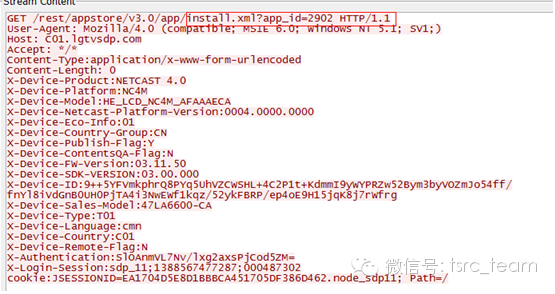 Stream Content
GET /rest/appstore/v3.0/app/install.xml?app_id=2902 HTTP/1.1
User-Agent: Mozilla/4.0 (compatible; MSIE 6.0; Windows NT 5.1; SV1;)
Host: CO1.lgtvsdp.com
Accept: */*
Content-Type:application/x-www-form-urlencoded
Content-Length: 0
X-Device-Product:NETCAST 4.0
X-Device-Platform:NC4M
X-Device-Model:HE_LCD_NC4M_AFAAAECA
X-Device-Netcast-Platform-Version:0004.0000.0000
X-Device-Eco-Info:01
X-Device-Country-Group:CN
X-Device-Publish-Flag:Y
X-Device-ContentsQA-Flag:N
X-Device-FW-Version:03.11.50
X-Device-SDK-VERSION:03.00.000
X-Device-ID:9++5YFVmkphrQ8PYq5UhVZCWSHL+4C2P1t+KdmmI9yWYPRZw52Bym3byVOZmJo54ff/
fnYl8ivdGnB0UH0PjTA4i3NwEWf1kqz/52ykFBRP/ep4oE9H15jqK8j7rWfrg
X-Device-Sales-Model:47LA6600-CA
X-Device-Type:T01
X-Device-Language:cmn
X-Device-Country:CN
X-Device-Remote-Flag:N
X-Authentication:SlOAnmVL7Nv/lxg2axsPjCod5ZM=
X-Login-Session:sdp_11;1388567477287;000487302
cookie:JSESSIONID=EA1704D5E8D1BBBCA451705DF386D462.node_sdp11; Path=/
微信号: tsrc_team